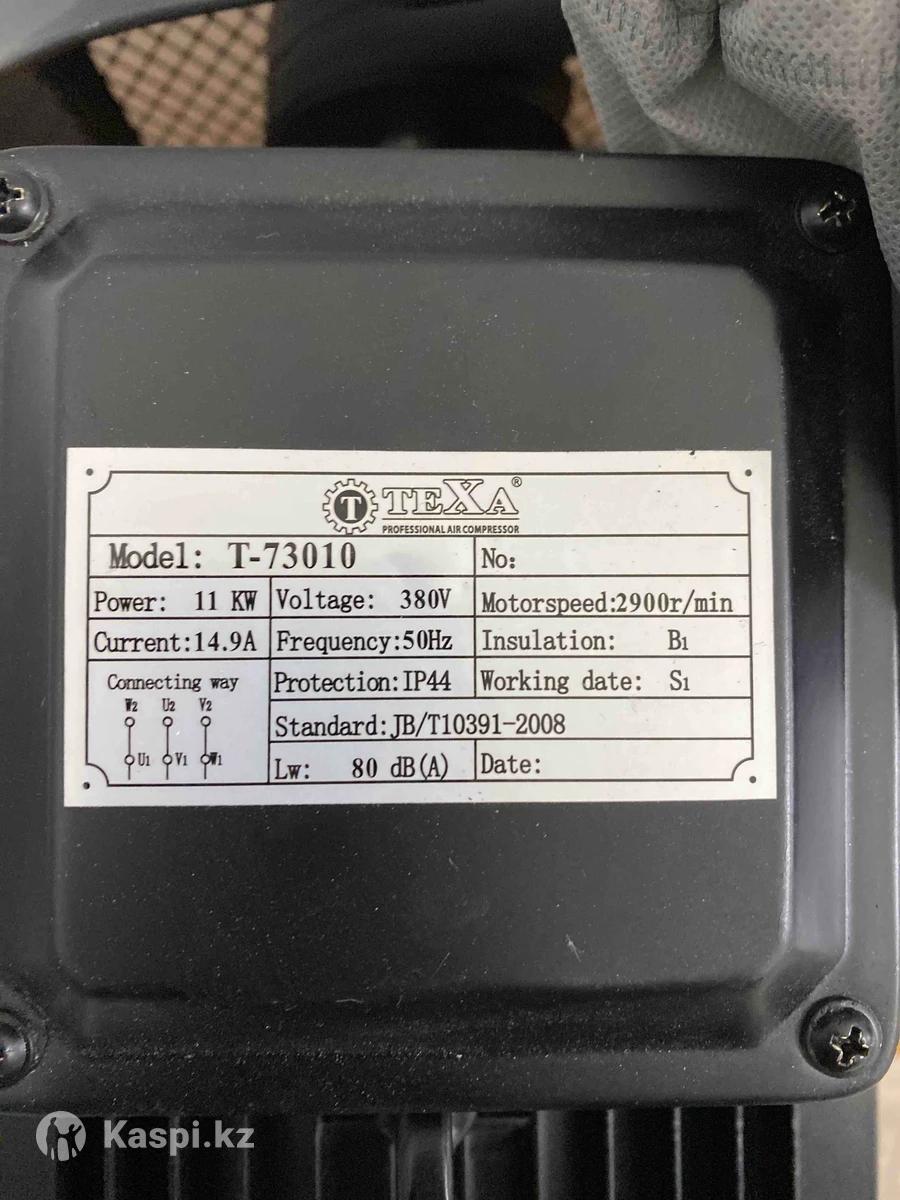 T TEXA®
PROFESSIONAL AIR COMPRESSOR
Model: T-73010 No:
Power: 11 KW Voltage: 380V Motorspeed:2900r/min
Current:14.9A Frequency:50Hz Insulation: B1
Connecting way Protection:IP44 Working date: S1
W2 U2 V2
Standard:JB/T10391-2008
U1 V1 W1
Lw: 80 dB(A) Date:
Kaspi.kz